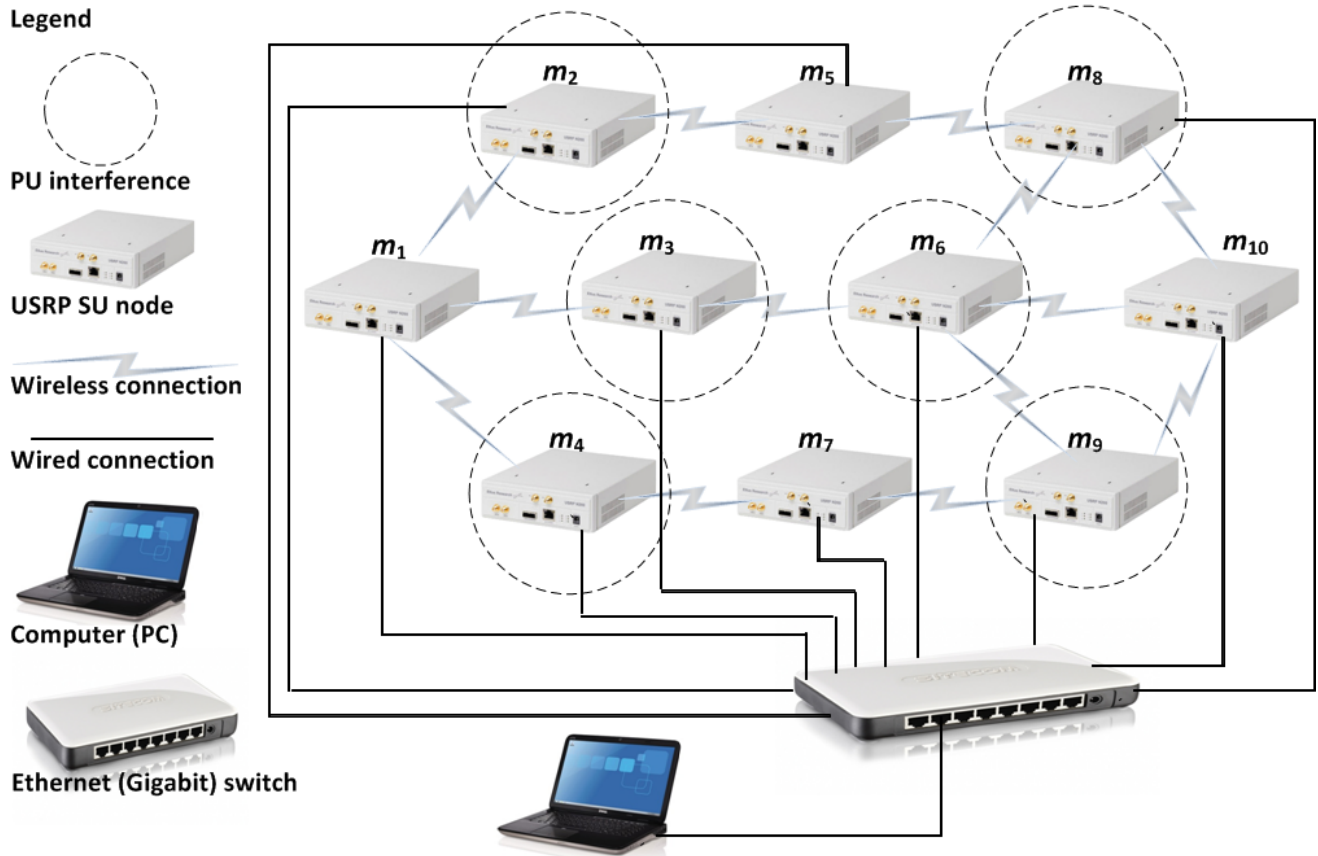 Legend
PU interference
USRP SU node
Wireless connection
Wired connection
Computer (PC)
Ethernet (Gigabit) switch
m2
m5
m8
m1
m3
m6
m10
m4
m7
m9